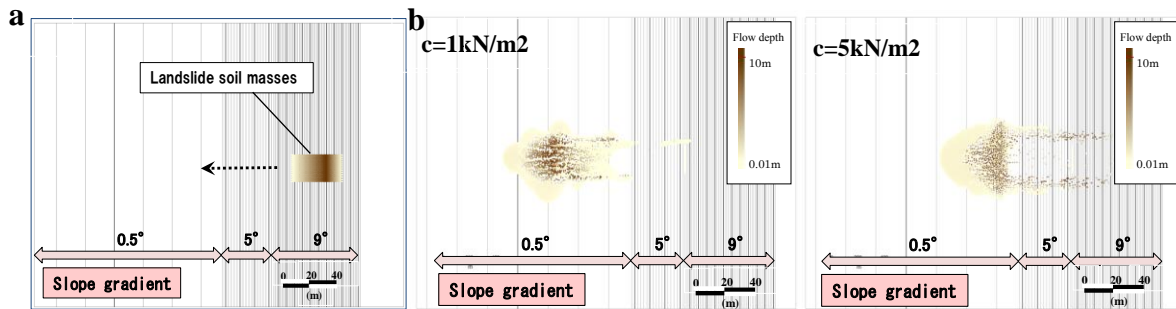 a
Landslide soil masses
0.5°
5°
9°
Slope gradient
0 20 40
(m)
b
c=1kN/m2
Flow depth
10m
0.01m
0.5°
5°
9°
Slope gradient
0 20 40
(m)
c=5kN/m2
Flow depth
10m
0.01m
0.5°
5°
9°
Slope gradient
0 20 40
(m)